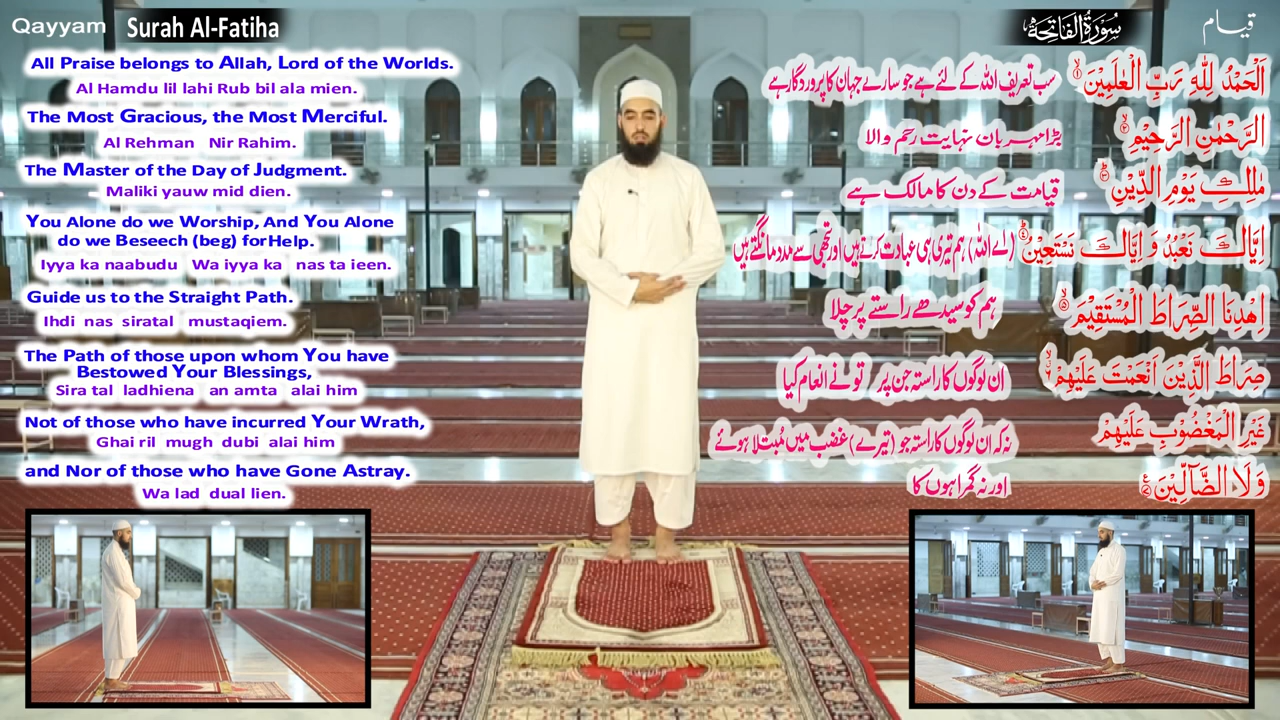 Qayyam
Surah Al-Fatiha
سُوْرَةُ الْفَاتِحَة
قیام
All Praise belongs to Allah, Lord of the Worlds.
Al Hamdu lil lahi Rub bil ala mien.
The Most Gracious, the Most Merciful.
Al Rehman Nir Rahim.
The Master of the Day of Judgment.
Maliki yauw mid dien.
You Alone do we Worship, And You Alone
do we Beseech (beg) forHelp.
Iyya ka naabudu Wa iyya ka nas ta ieen.
Guide us to the Straight Path.
Ihdi nas siratal mustaqiem.
The Path of those upon whom You have
Bestowed Your Blessings,
Sira tal ladhiena an amta alai him
Not of those who have incurred Your Wrath,
Ghai ril mugh dubi alai him
and Nor of those who have Gone Astray.
Wa lad dual lien.
اَلْحَمْدُ لِلّٰهِ رَبِّ الْعٰلَمِيْنَ ۝۱ سب تعریف اللہ کے لئے ہے جو سارے جہان کا پروردگار ہے
الرَّحْمٰنِ الرَّحِيْمِ ۝۲ بڑا مہربان نہایت رحم والا
مٰلِكِ يَوْمِ الدِّيْنِ ۝۳ قیامت کے دن کا مالک ہے
اِيَّاكَ نَعْبُدُ وَ اِيَّاكَ نَسْتَعِيْنُ ۝۴ (اے اللہ) ہم تیری ہی عبادت کرتے ہیں اور تجھی سے مدد مانگتے ہیں
اِهْدِنَا الصِّرَاطَ الْمُسْتَقِيْمَ ۝۵ ہم کو سیدھے راستے پر چلا
صِرَاطَ الَّذِيْنَ اَنْعَمْتَ عَلَيْهِمْ ۝۶ ان لوگوں کا راستہ جن پر تو نے انعام کیا
غَيْرِ الْمَغْضُوْبِ عَلَيْهِمْ نہ کہ ان لوگوں کا راستہ جو (تیرے) غضب میں مُبتلا ہوئے
وَلَا الضَّآلِّيْنَ ۝۷ اور نہ گمراہوں کا